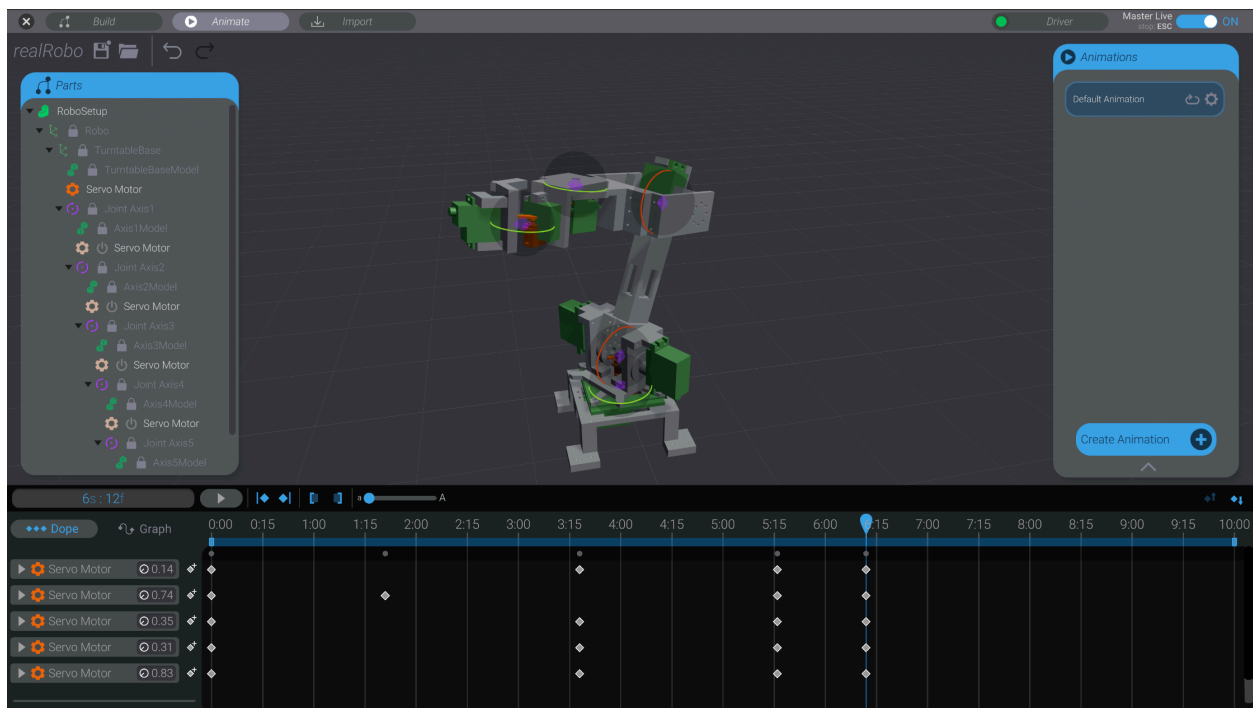 Build
Animate
Import
Driver
Master Live
stop: ESC
ON
realRobo
Parts
RoboSetup
Robo
TurntableBase
TurntableBaseModel
Servo Motor
Joint Axis1
Axis1Model
Servo Motor
Joint Axis2
Axis2Model
Servo Motor
Joint Axis3
Axis3Model
Servo Motor
Joint Axis4
Axis4Model
Servo Motor
Joint Axis5
Axis5Model
Animations
Default Animation
Create Animation
6s : 12f
a A
Dope Graph
0:00 0:15 1:00 1:15 2:00 2:15 3:00 3:15 4:00 4:15 5:00 5:15 6:00 :15 7:00 7:15 8:00 8:15 9:00 9:15 10:00
Servo Motor 0.14
Servo Motor 0.74
Servo Motor 0.35
Servo Motor 0.31
Servo Motor 0.83